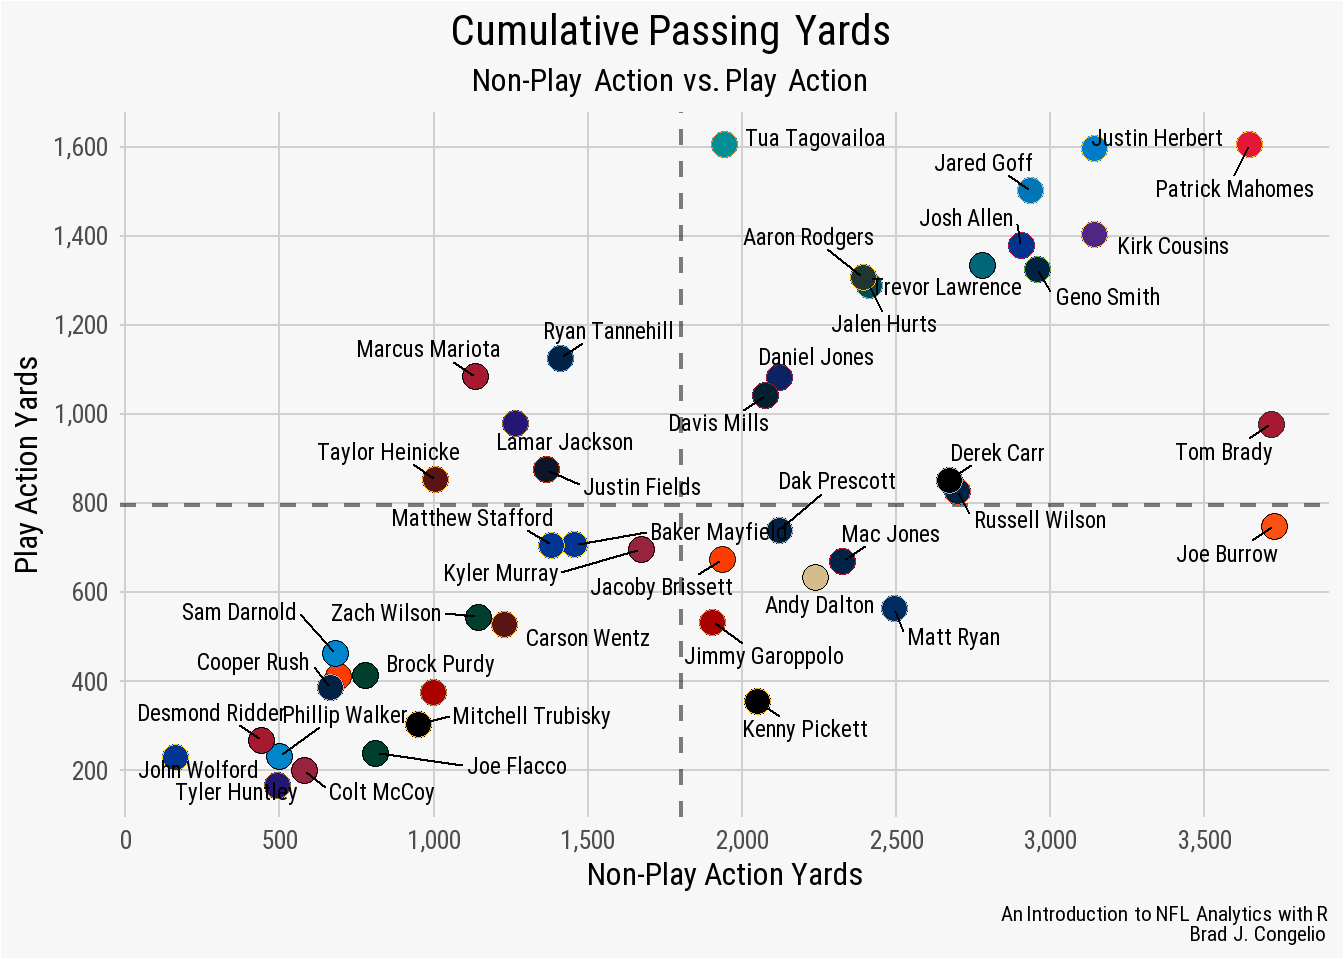 Cumulative Passing Yards
Non-Play Action vs. Play Action
Play Action Yards
1,600
1,400
1,200
1,000
800
600
400
200
Tua Tagovailoa
Justin Herbert
Jared Goff
Patrick Mahomes
Josh Allen
Aaron Rodgers
Kirk Cousins
Trevor Lawrence
Geno Smith
Jalen Hurts
Ryan Tannehill
Marcus Mariota
Daniel Jones
Davis Mills
Lamar Jackson
Taylor Heinicke
Tom Brady
Derek Carr
Dak Prescott
Justin Fields
Matthew Stafford
Russell Wilson
Baker Mayfield
Mac Jones
Joe Burrow
Kyler Murray
Jacoby Brissett
Andy Dalton
Sam Darnold
Zach Wilson
Carson Wentz
Matt Ryan
Jimmy Garoppolo
Cooper Rush
Brock Purdy
Desmond Ridder
Phillip Walker
Mitchell Trubisky
Kenny Pickett
Joe Flacco
John Wolford
Tyler Huntley
Colt McCoy
0
500
1,000
1,500
2,000
2,500
3,000
3,500
Non-Play Action Yards
An Introduction to NFL Analytics with R
Brad J. Congelio